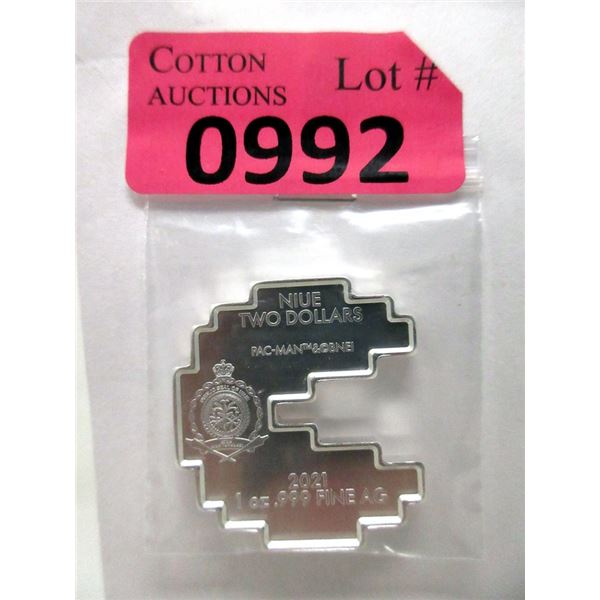 COTTON
AUCTIONS
Lot #
0992
NIUE
TWO DOLLARS
PAC-MAN™&©BNEI
2021
1 oz .999 FINE AG